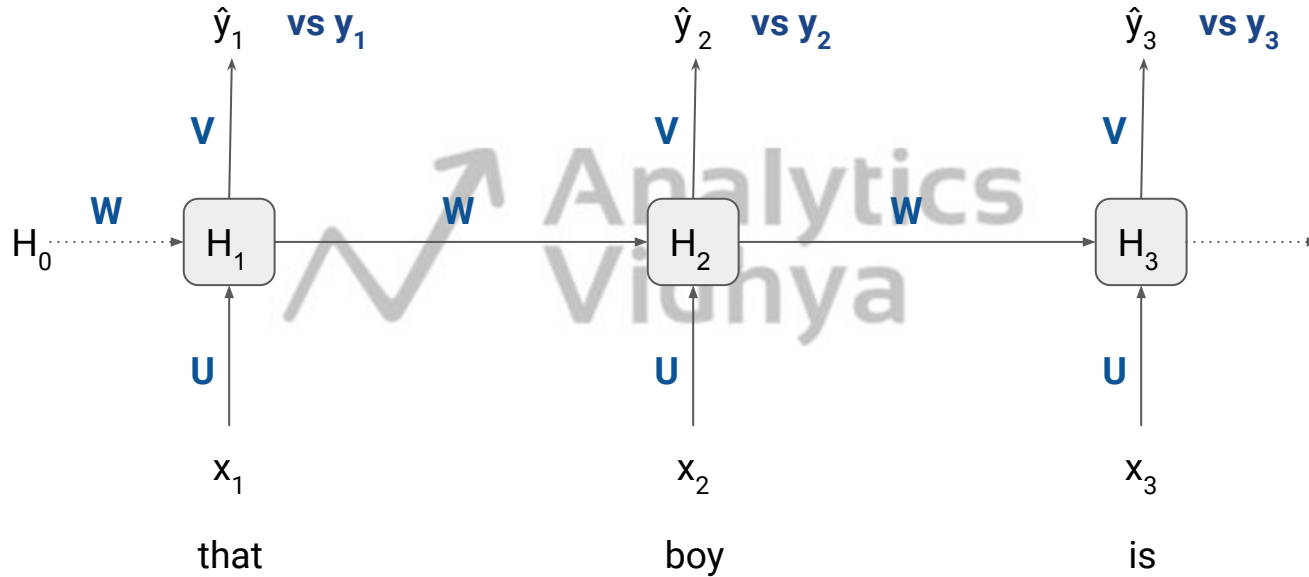 ŷ₁ vs y₁ ŷ₂ vs y₂ ŷ₃ vs y₃
V V V
Analytics
W W W
H₀ H₁ H₂ H₃
Vidhya
U U U
x₁ x₂ x₃
that boy is